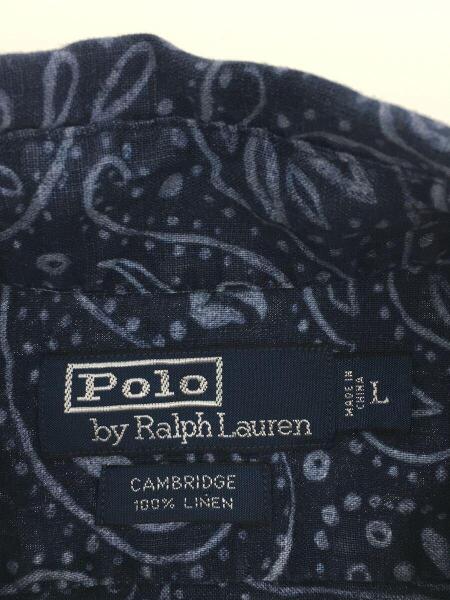 Polo
by Ralph Lauren
MADE IN
CHINA
L
CAMBRIDGE
100% LINEN